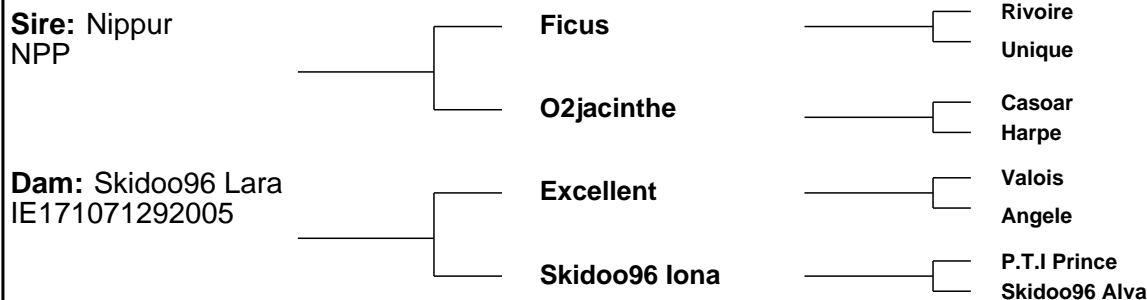 Sire: Nippur
NPP
Ficus
Rivoire
Unique
O2jacinthe
Casoar
Harpe
Dam: Skidoo96 Lara
IE171071292005
Excellent
Valois
Angele
Skidoo96 Iona
P.T.I Prince
Skidoo96 Alva